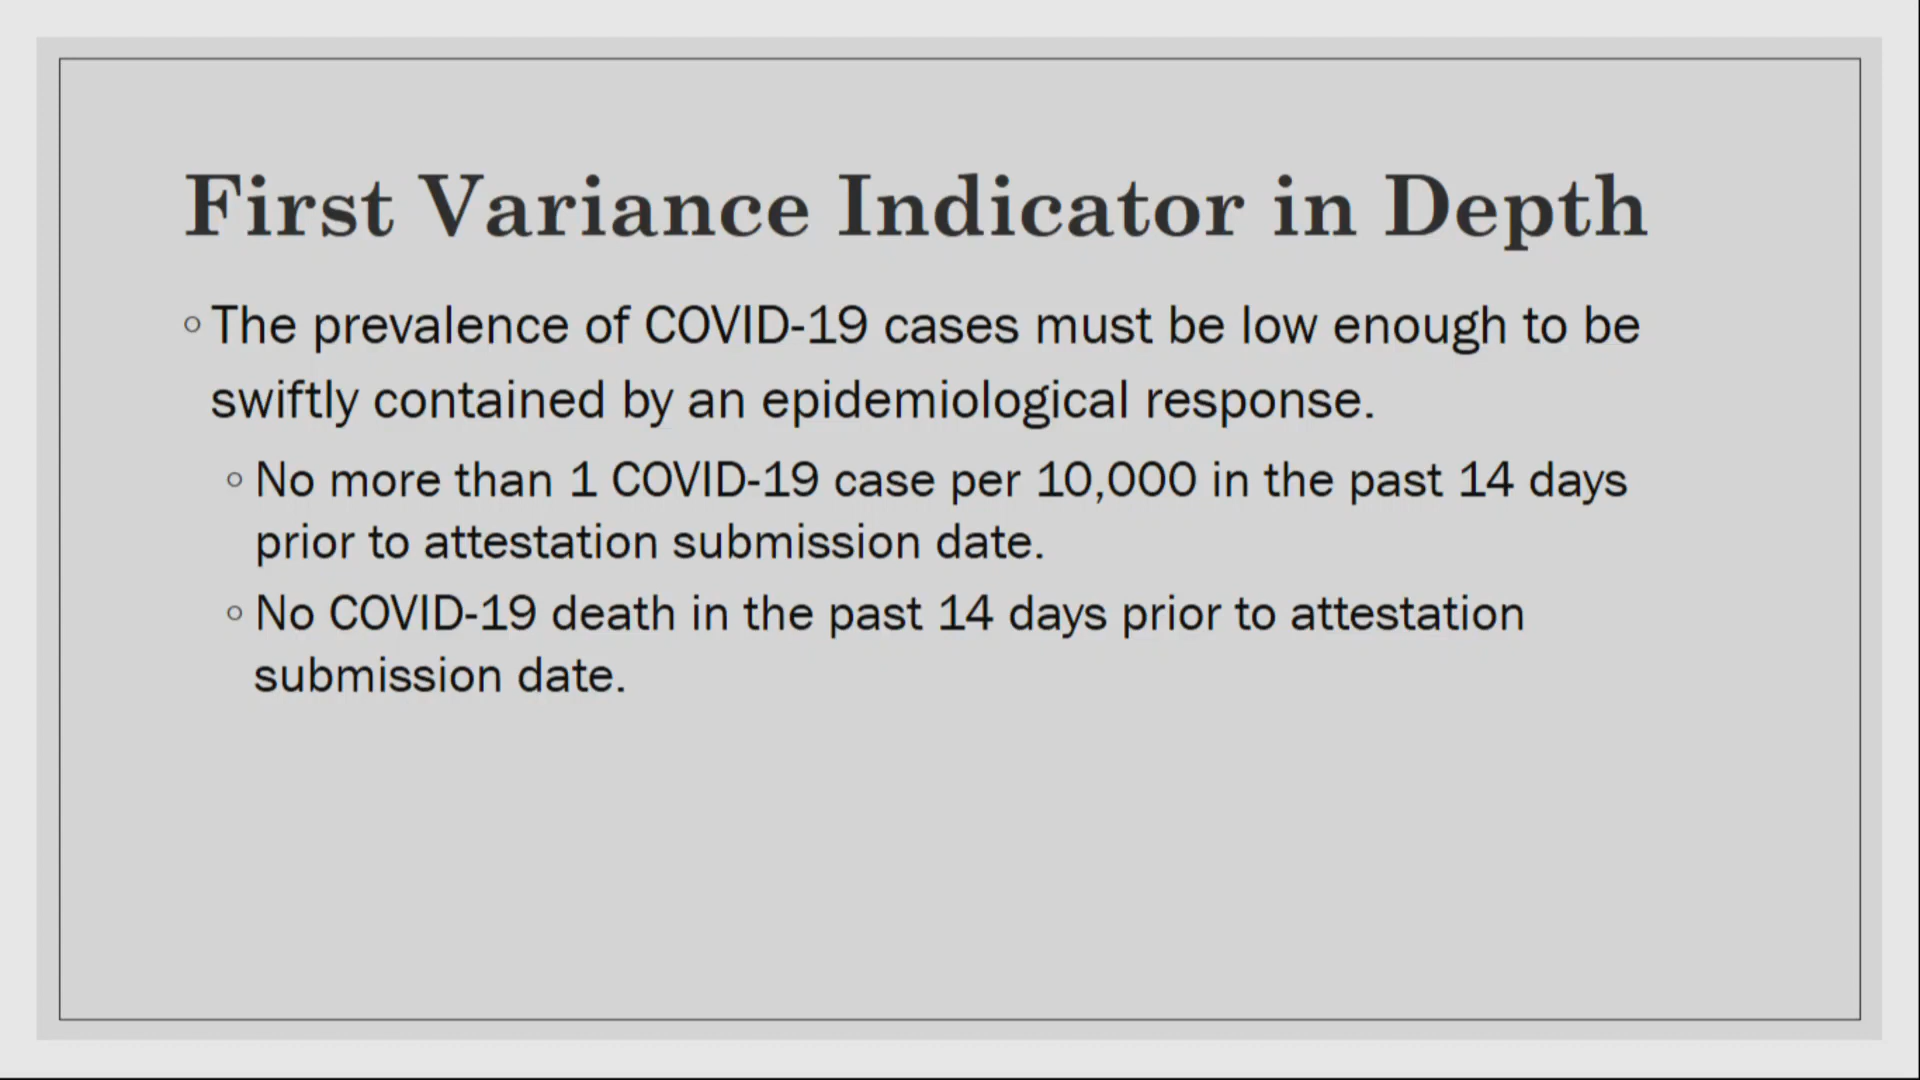 First Variance Indicator in Depth
◦ The prevalence of COVID-19 cases must be low enough to be
swiftly contained by an epidemiological response.
◦ No more than 1 COVID-19 case per 10,000 in the past 14 days
prior to attestation submission date.
◦ No COVID-19 death in the past 14 days prior to attestation
submission date.